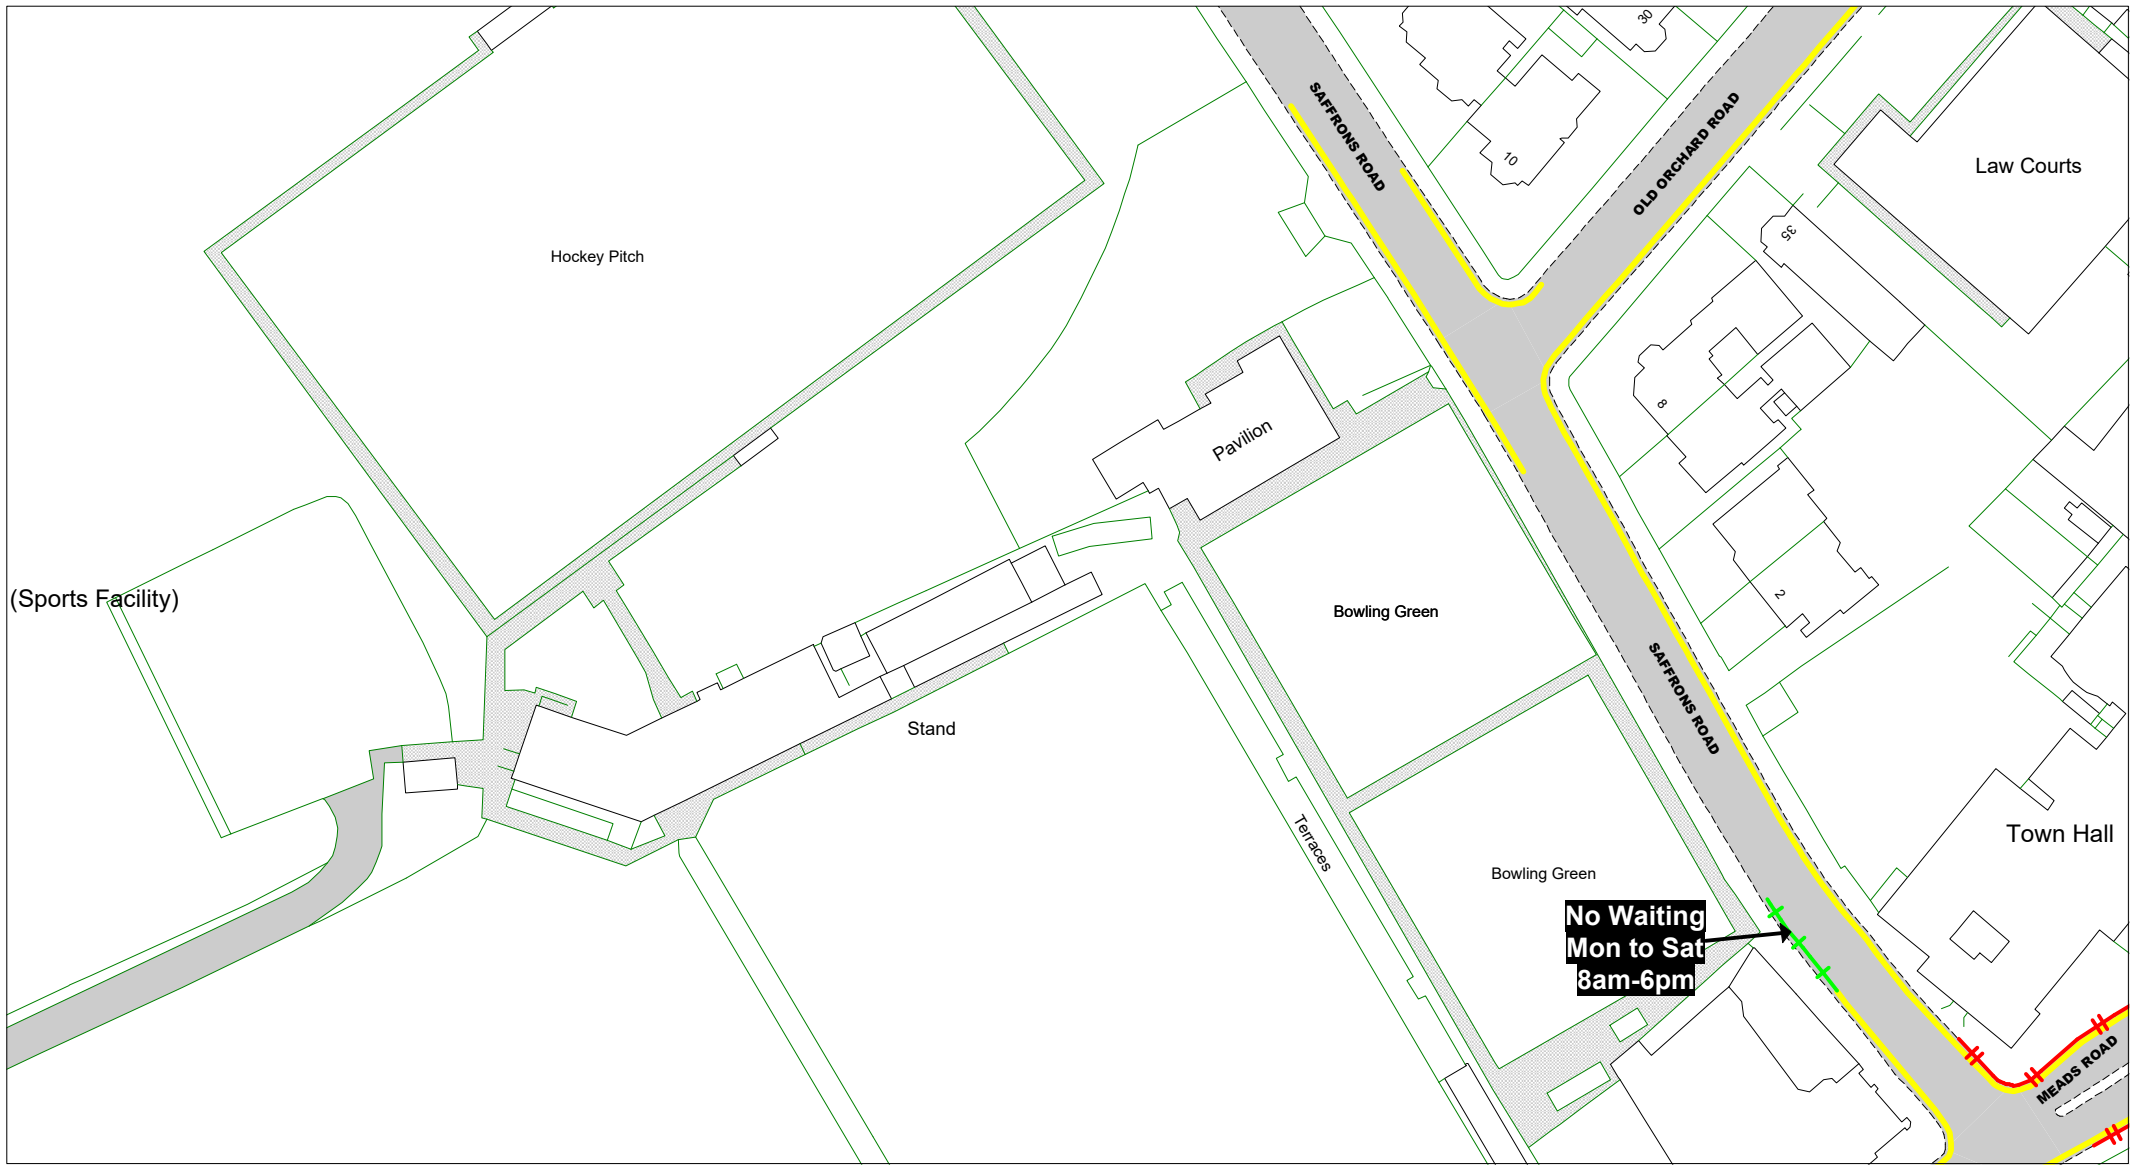 30
SAFFRONS ROAD
OLD ORCHARD ROAD
10
Law Courts
35
Hockey Pitch
8
Pavilion
(Sports Facility)
Bowling Green
2
SAFFRONS ROAD
Stand
Terraces
Town Hall
Bowling Green
No Waiting
Mon to Sat
8am-6pm
MEADS ROAD